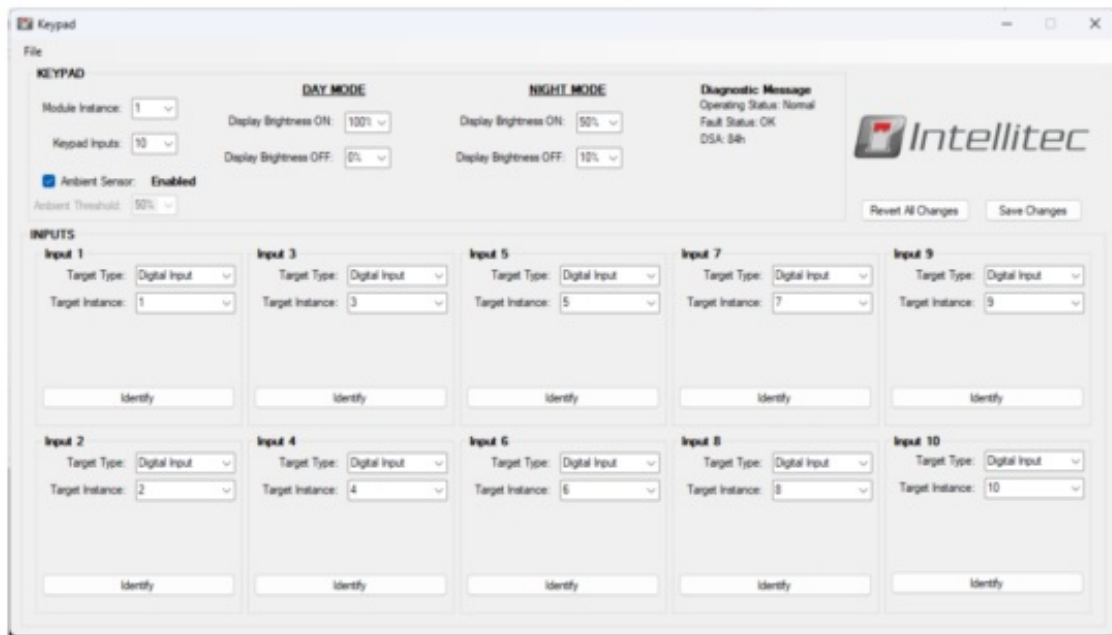 Keypad
File
KEYPAD
Module Instance: 1
Keypad Inputs: 10
Ambient Sensor: Enabled
Ambient Threshold: 50%
DAY MODE
Display Brightness ON: 100%
Display Brightness OFF: 0%
NIGHT MODE
Display Brightness ON: 50%
Display Brightness OFF: 10%
Diagnostic Message
Operating Status: Normal
Fault Status: OK
DSA: 84h
Intellitec
Revert All Changes
Save Changes
INPUTS
Input 1
Target Type: Digital Input
Target Instance: 1
Identify
Input 3
Target Type: Digital Input
Target Instance: 3
Identify
Input 5
Target Type: Digital Input
Target Instance: 5
Identify
Input 7
Target Type: Digital Input
Target Instance: 7
Identify
Input 9
Target Type: Digital Input
Target Instance: 9
Identify
Input 2
Target Type: Digital Input
Target Instance: 2
Identify
Input 4
Target Type: Digital Input
Target Instance: 4
Identify
Input 6
Target Type: Digital Input
Target Instance: 6
Identify
Input 8
Target Type: Digital Input
Target Instance: 8
Identify
Input 10
Target Type: Digital Input
Target Instance: 10
Identify